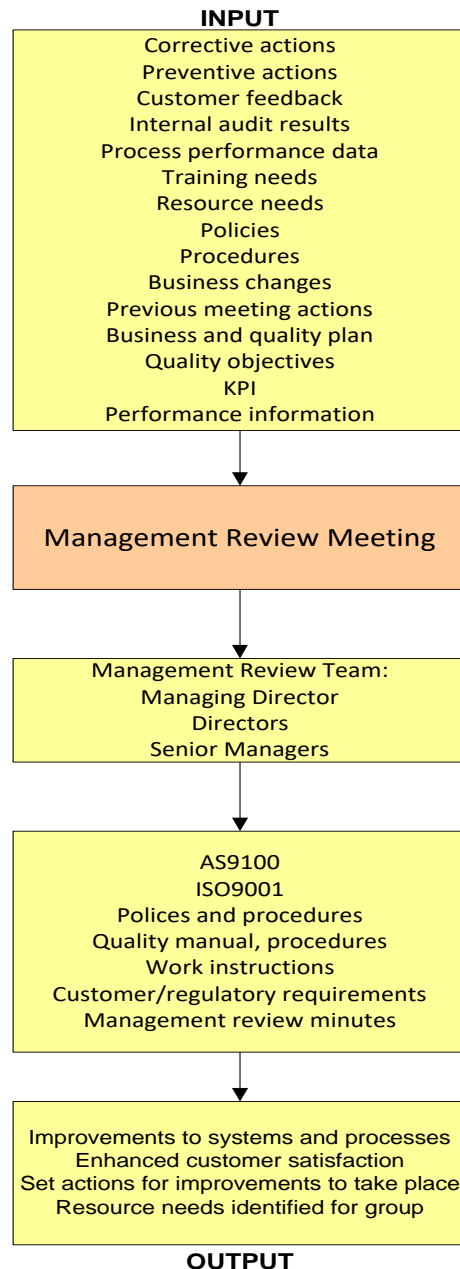 INPUT
Corrective actions
Preventive actions
Customer feedback
Internal audit results
Process performance data
Training needs
Resource needs
Policies
Procedures
Business changes
Previous meeting actions
Business and quality plan
Quality objectives
KPI
Performance information
Management Review Meeting
Management Review Team:
Managing Director
Directors
Senior Managers
AS9100
ISO9001
Polices and procedures
Quality manual, procedures
Work instructions
Customer/regulatory requirements
Management review minutes
Improvements to systems and processes
Enhanced customer satisfaction
Set actions for improvements to take place
Resource needs identified for group
OUTPUT